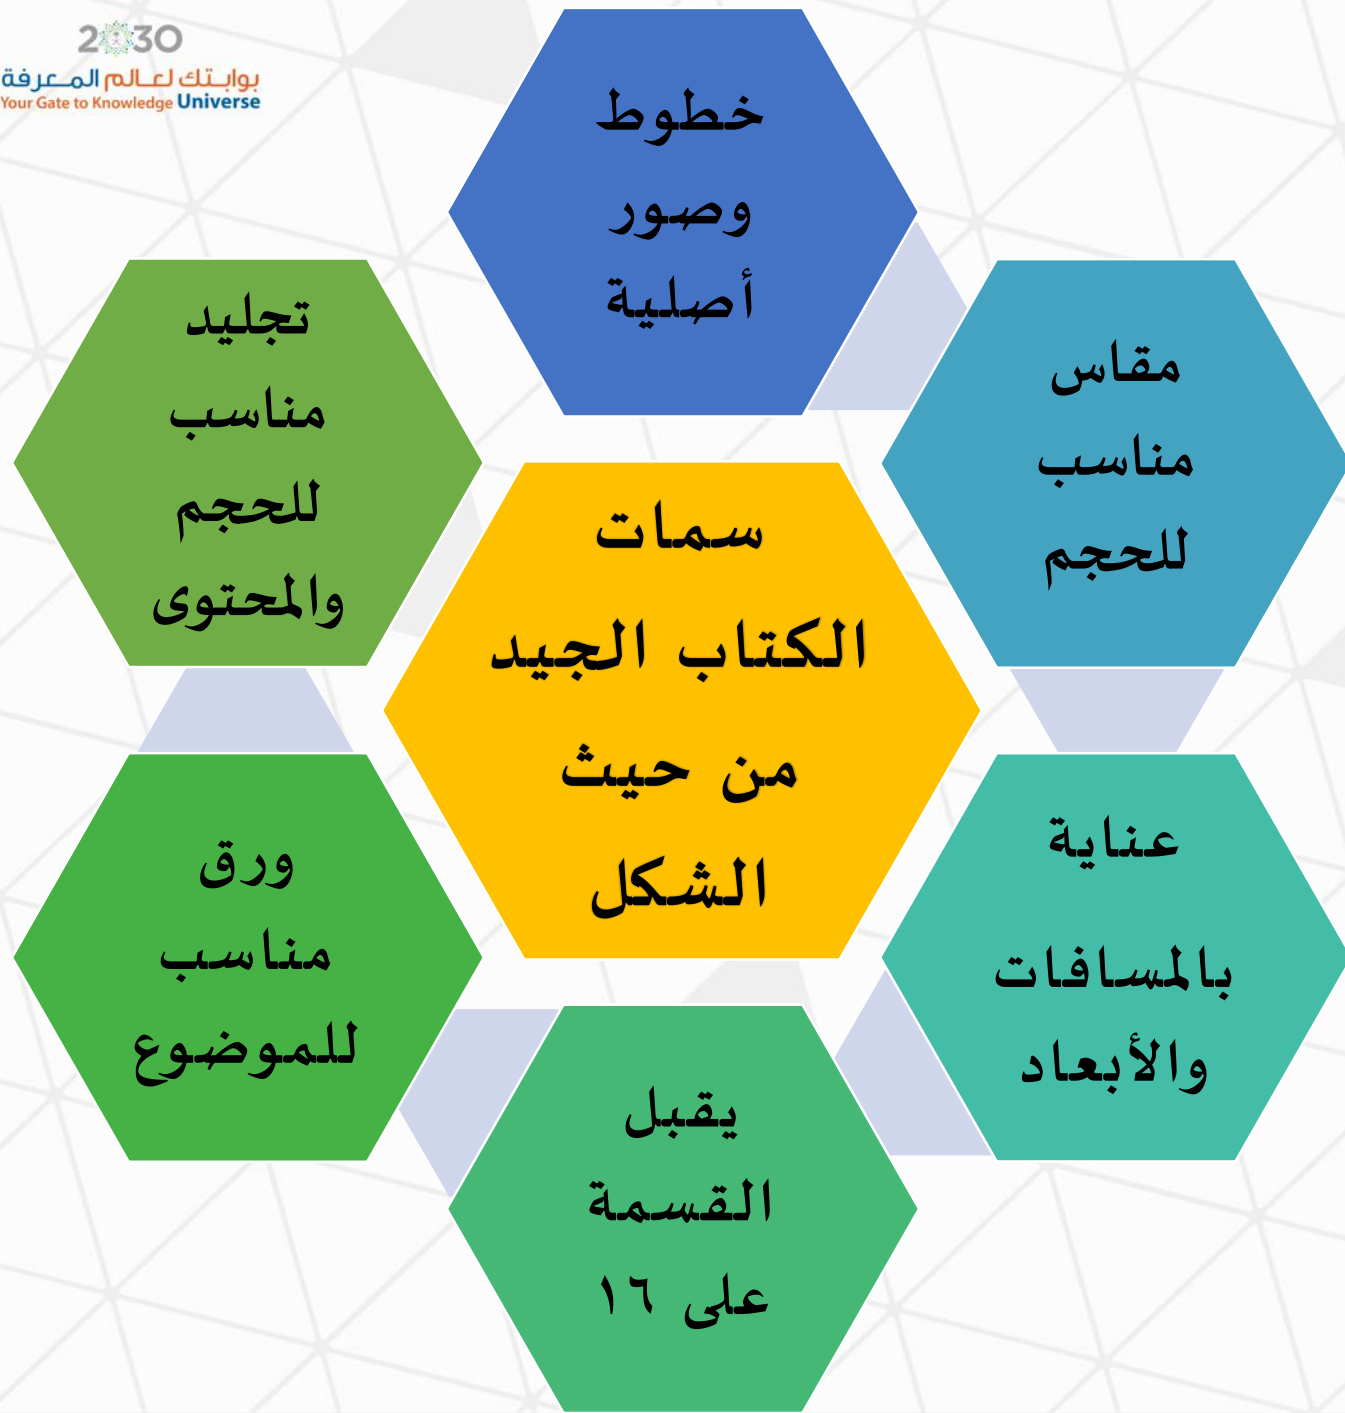 2030
بوابتك لعالم المعرفة
Your Gate to Knowledge Universe
خطوط
وصور
أصلية
مقاس
مناسب
للحجم
عناية
بالمسافات
والأبعاد
يقبل
القسمة
على ١٦
ورق
مناسب
للموضوع
تجليد
مناسب
للحجم
والمحتوى
سمات
الكتاب الجيد
من حيث
الشكل